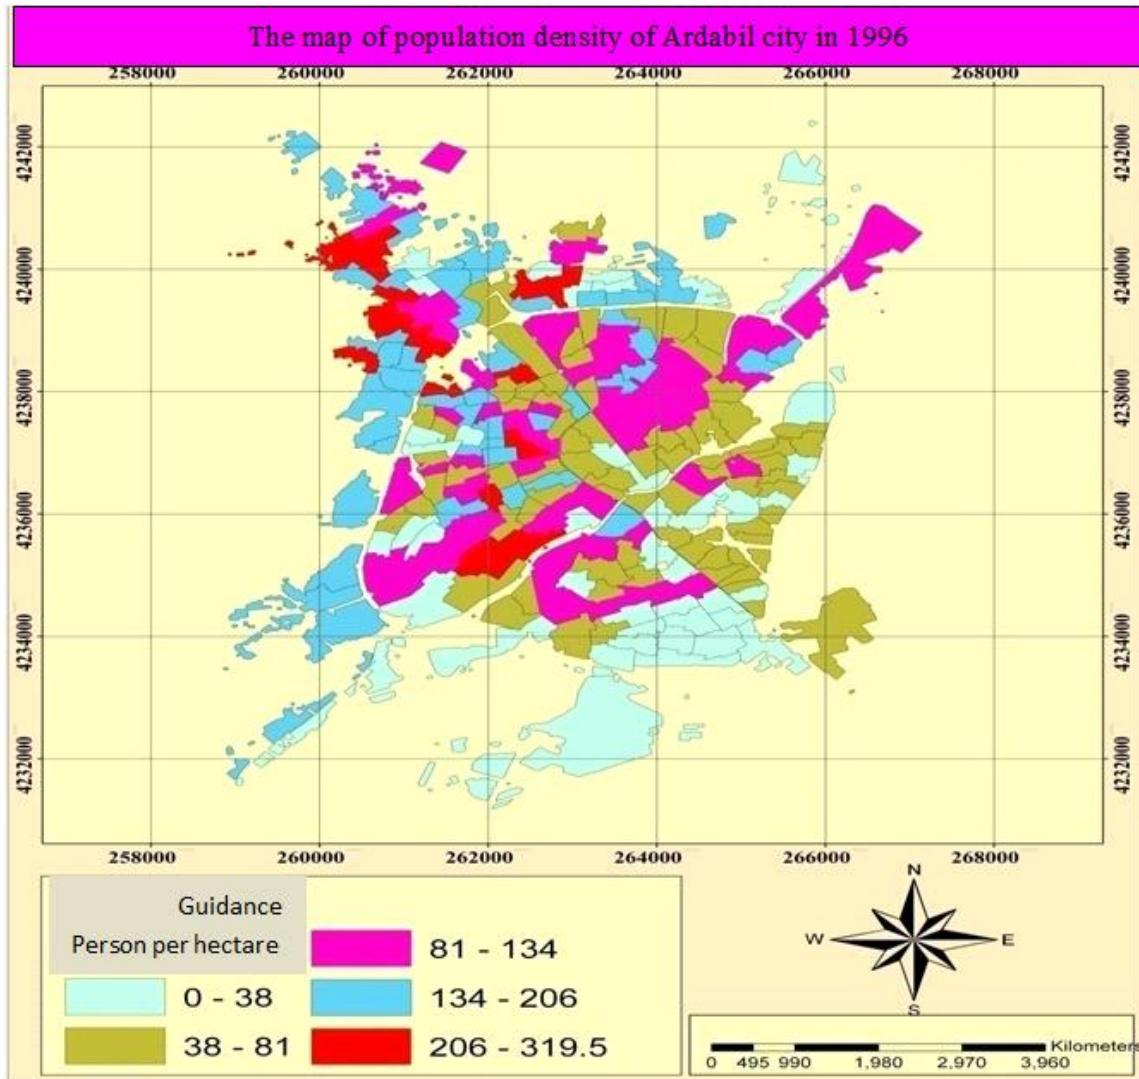 The map of population density of Ardabil city in 1996
258000 260000 262000 264000 266000 268000
4242000 4242000
4240000 4240000
4238000 4238000
4236000 4236000
4234000 4234000
4232000 4232000
258000 260000 262000 264000 266000 268000
Guidance
Person per hectare
0 - 38
38 - 81
81 - 134
134 - 206
206 - 319.5
N
W E
S
Kilometers
0 495 990 1,980 2,970 3,960